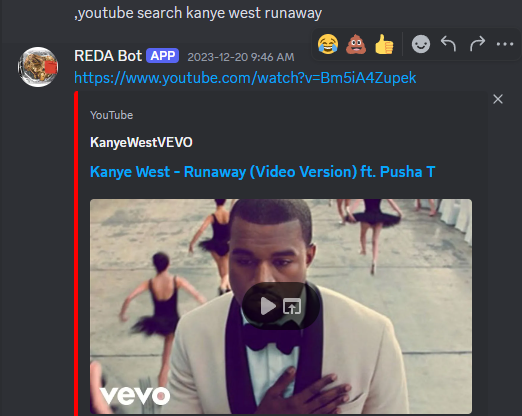 ,youtube search kanye west runaway
REDA Bot APP 2023-12-20 9:46 AM
https://www.youtube.com/watch?v=Bm5iA4Zupek
YouTube
KanyeWestVEVO
Kanye West - Runaway (Video Version) ft. Pusha T
vevo